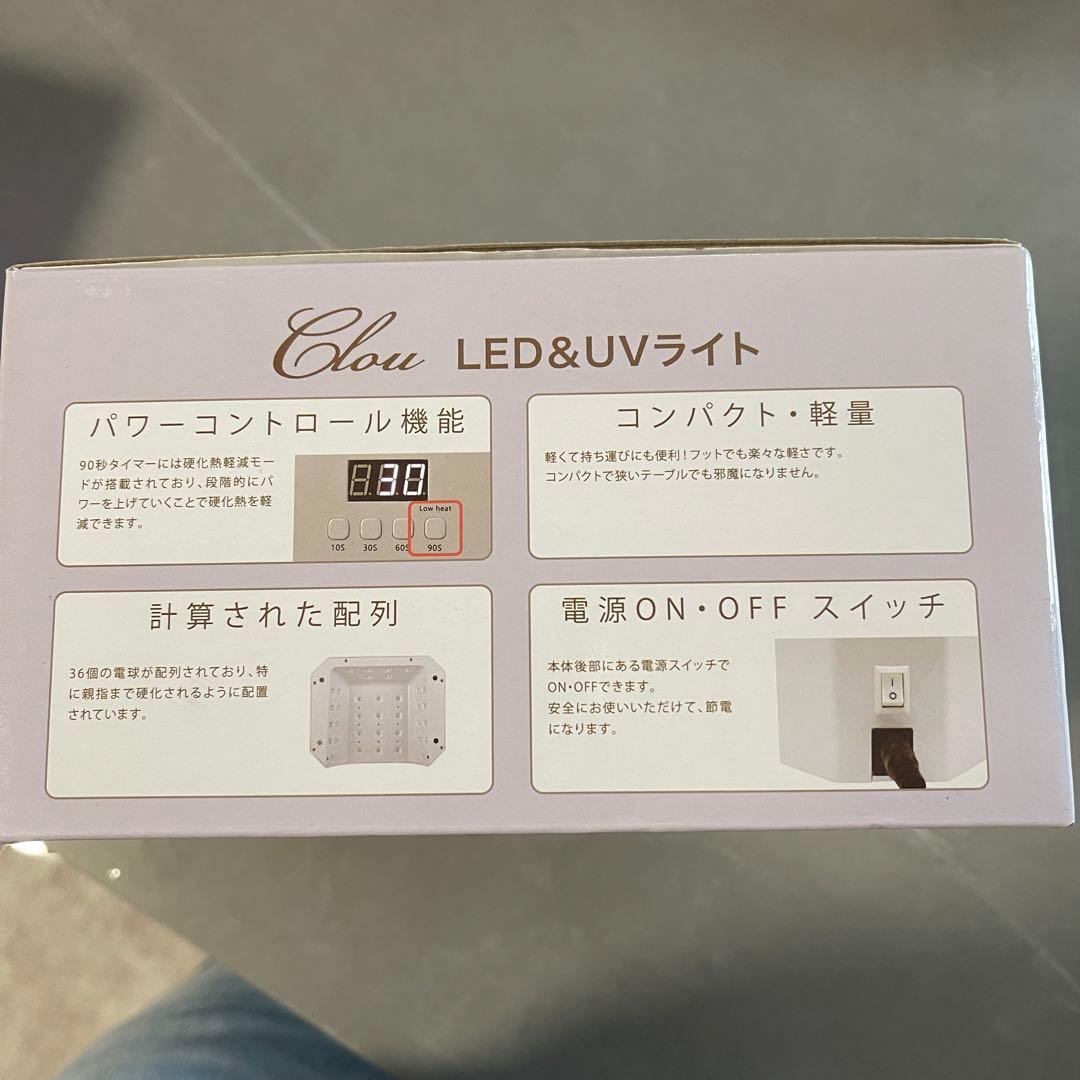 Clou LED&UVライト
パワーコントロール機能
90秒タイマーには硬化熱軽減モー
ドが搭載されており、段階的にパ
ワーを上げていくことで硬化熱を軽
減できます。
8.30
Low heat
10S 30S 60S 90S
コンパクト・軽量
軽くて持ち運びにも便利!フットでも楽々な軽さです。
コンパクトで狭いテーブルでも邪魔になりません。
計算された配列
36個の電球が配列されており、特
に親指まで硬化されるように配置
されています。
電源ON・OFF スイッチ
本体後部にある電源スイッチで
ON・OFFできます。
安全にお使いいただけて、節電
になります。